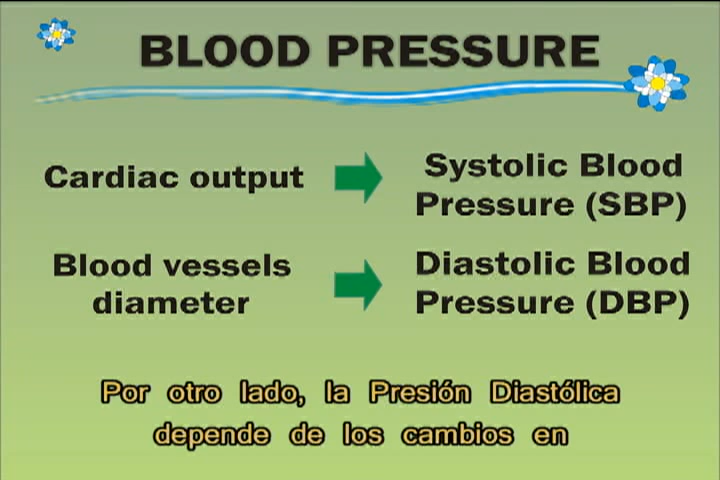 BLOOD PRESSURE
Cardiac output
Systolic Blood
Pressure (SBP)
Blood vessels
diameter
Diastolic Blood
Pressure (DBP)
Por otro lado, la Presión Diastólica
depende de los cambios en